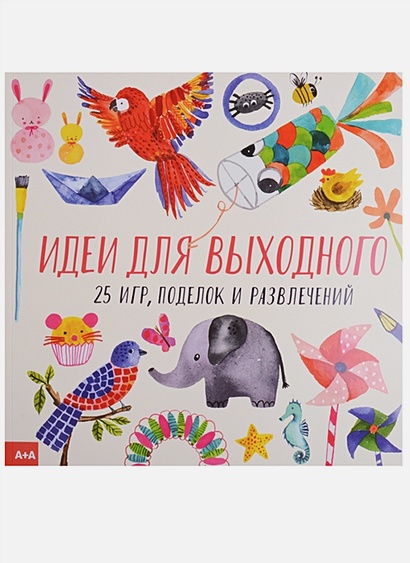 ИДЕИ ДЛЯ ВЫХОДНОГО
25 ИГР, ПОДЕЛОК И РАЗВЛЕЧЕНИЙ
А+А